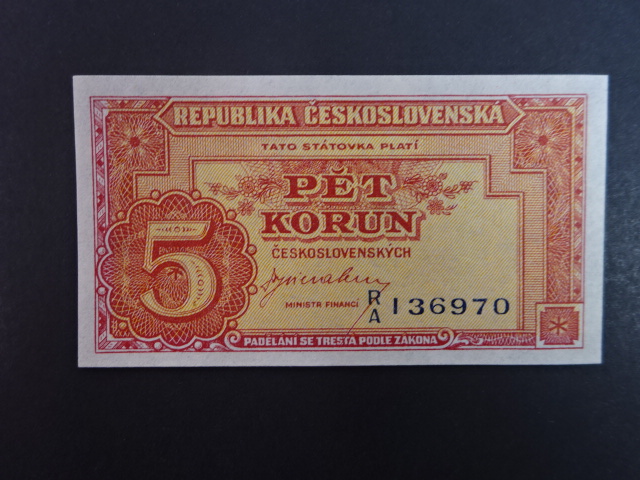 REPUBLIKA ČESKOSLOVENSKÁ
TATO STÁTOVKA PLATÍ
PĚT
KORUN
ČESKOSLOVENSKÝCH
5
MINISTR FINANCÍ
R/A 136970
PADĚLÁNÍ SE TRESTÁ PODLE ZÁKONA